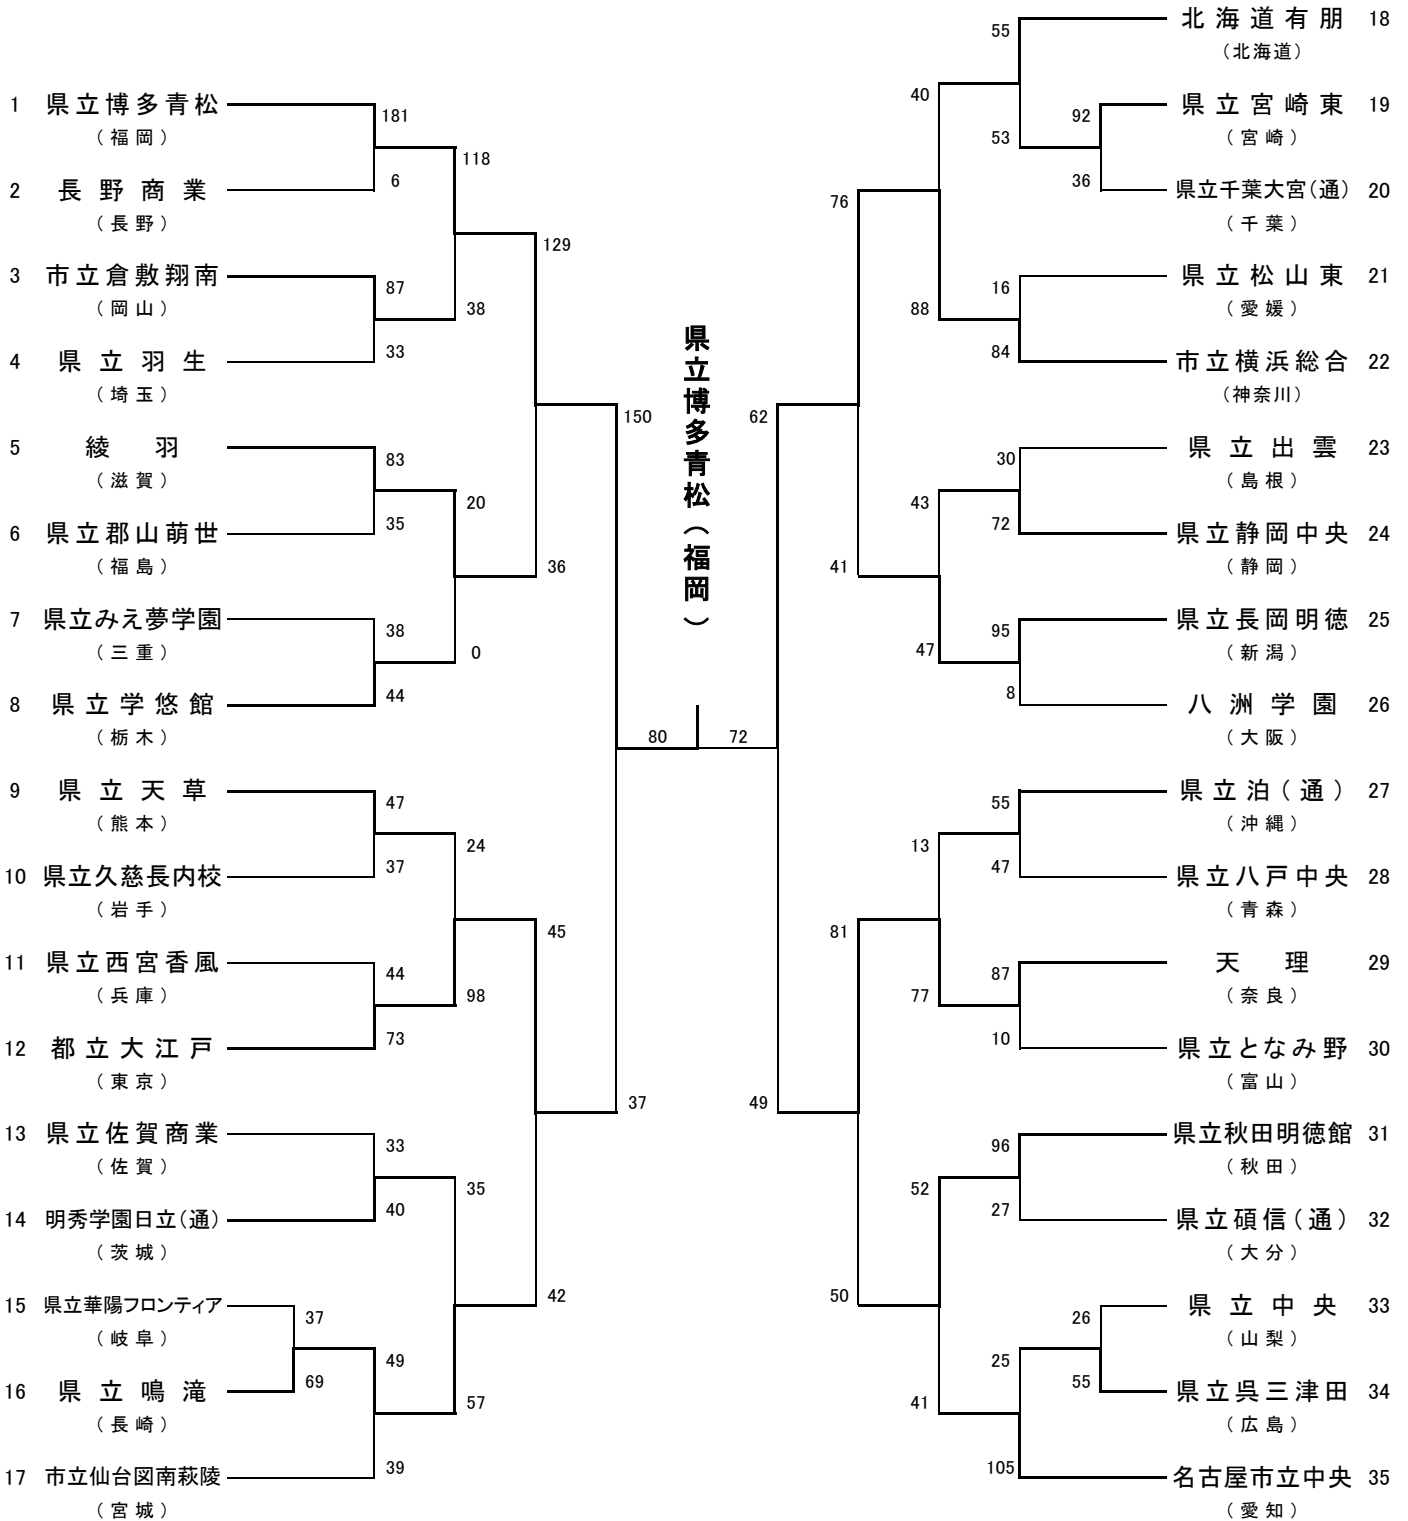 1 県立博多青松
(福岡)
2 長野商業
(長野)
3 市立倉敷翔南
(岡山)
4 県立羽生
(埼玉)
5 綾羽
(滋賀)
6 県立郡山萌世
(福島)
7 県立みえ夢学園
(三重)
8 県立学悠館
(栃木)
9 県立天草
(熊本)
10 県立久慈長内校
(岩手)
11 県立西宮香風
(兵庫)
12 都立大江戸
(東京)
13 県立佐賀商業
(佐賀)
14 明秀学園日立(通)
(茨城)
15 県立華陽フロンティア
(岐阜)
16 県立鳴滝
(長崎)
17 市立仙台図南萩陵
(宮城)
37
69
181
6
87
33
83
35
38
44
47
37
44
73
33
40
49
39
118
38
20
0
24
98
35
57
129
36
45
42
150
37
80
県立博多青松(福岡)
72
62
49
76
41
81
50
40
88
43
47
13
77
52
41
55
53
16
84
30
72
95
8
55
47
87
10
96
27
25
105
92
36
26
55
北海道有朋 18
(北海道)
県立宮崎東 19
(宮崎)
県立千葉大宮(通) 20
(千葉)
県立松山東 21
(愛媛)
市立横浜総合 22
(神奈川)
県立出雲 23
(島根)
県立静岡中央 24
(静岡)
県立長岡明徳 25
(新潟)
八洲学園 26
(大阪)
県立泊(通) 27
(沖縄)
県立八戸中央 28
(青森)
天理 29
(奈良)
県立となみ野 30
(富山)
県立秋田明徳館 31
(秋田)
県立碩信(通) 32
(大分)
県立中央 33
(山梨)
県立呉三津田 34
(広島)
名古屋市立中央 35
(愛知)